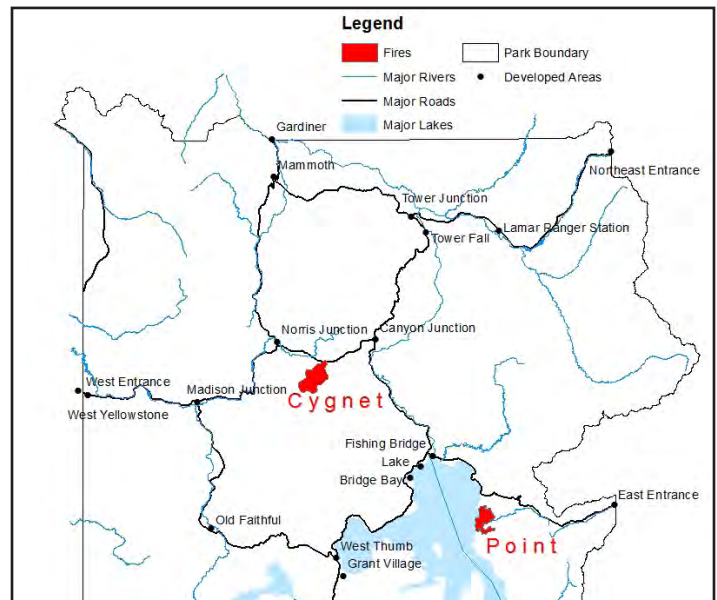 Legend
Fires
Park Boundary
Major Rivers
Developed Areas
Major Roads
Major Lakes
Gardiner
Mammoth
Northeast Entrance
Tower Junction
Lamar Ranger Station
Tower Fall
Norris Junction
Canyon Junction
West Entrance
Madison Junction
West Yellowstone
Cygnet
Fishing Bridge
Lake
Bridge Bay
East Entrance
Old Faithful
Point
West Thumb
Grant Village